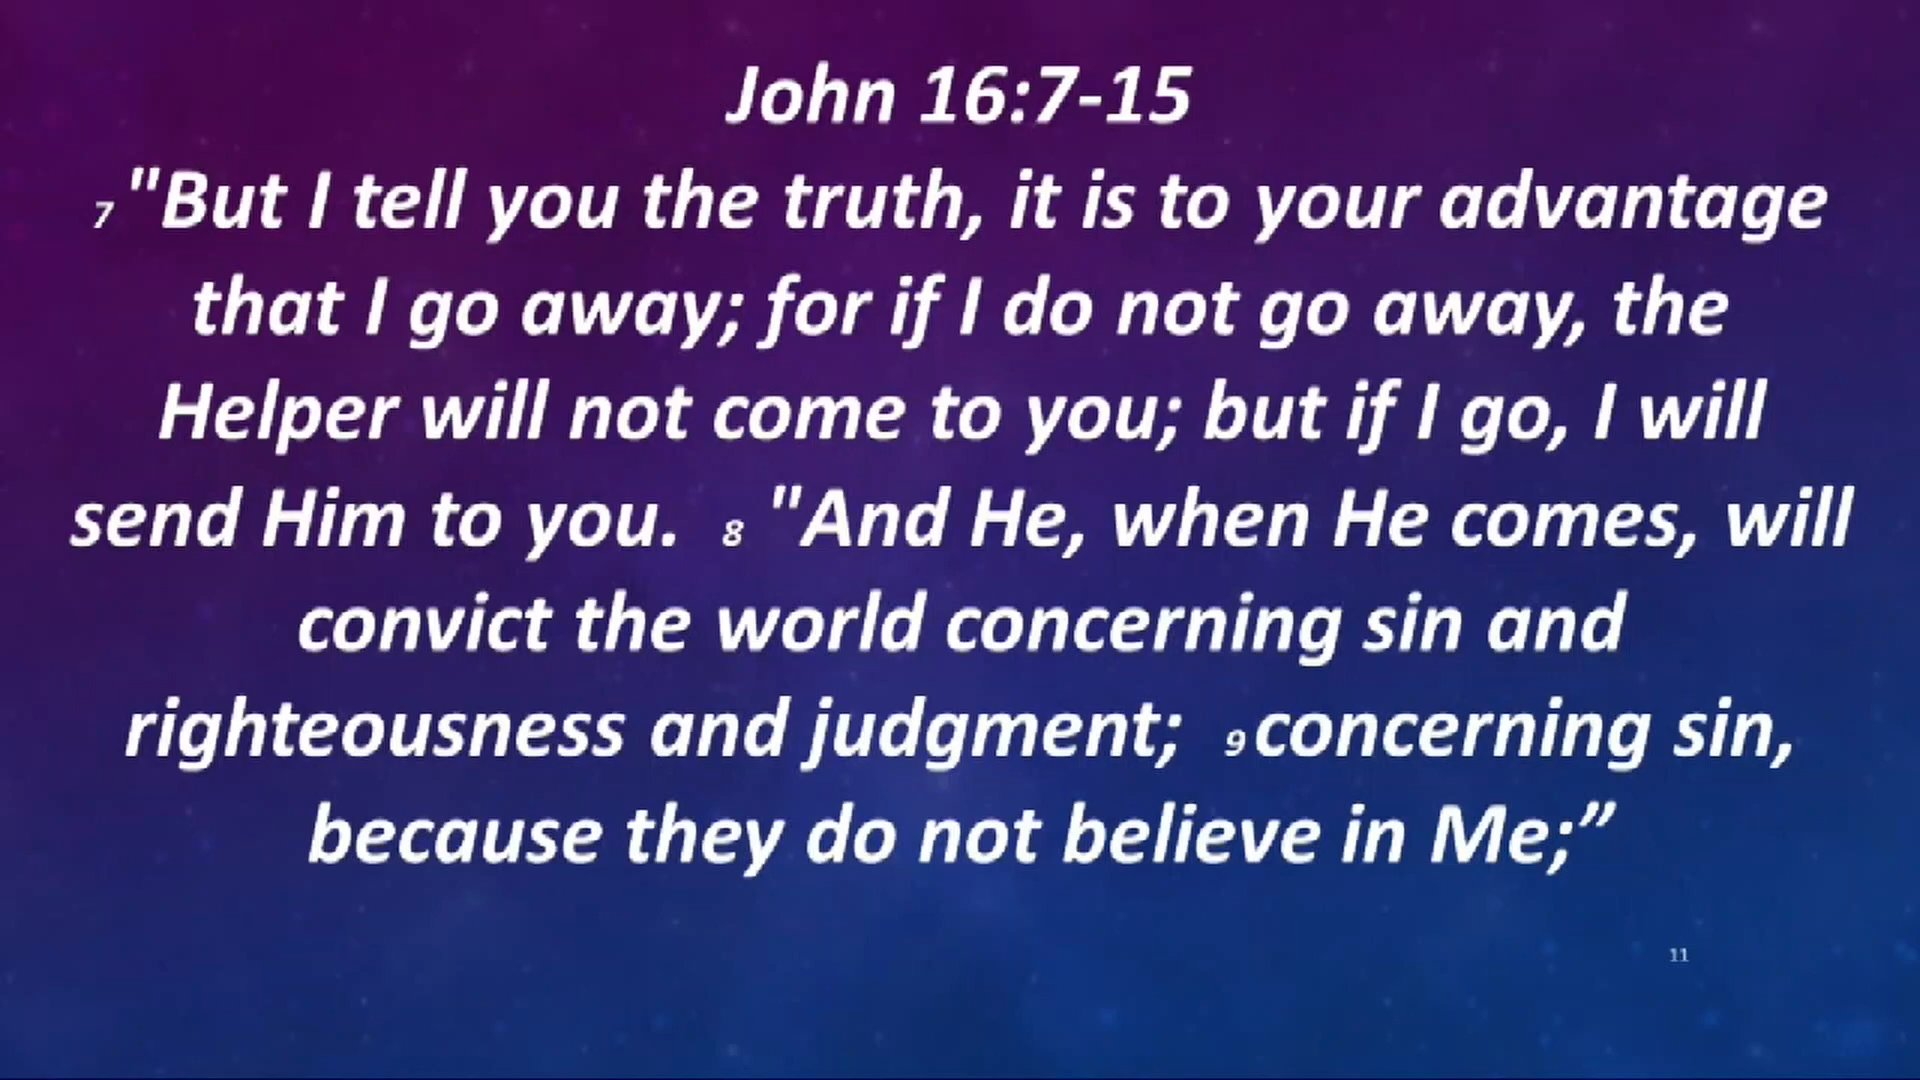 John 16:7-15
7 "But I tell you the truth, it is to your advantage
that I go away; for if I do not go away, the
Helper will not come to you; but if I go, I will
send Him to you. 8 "And He, when He comes, will
convict the world concerning sin and
righteousness and judgment; 9 concerning sin,
because they do not believe in Me;”
11